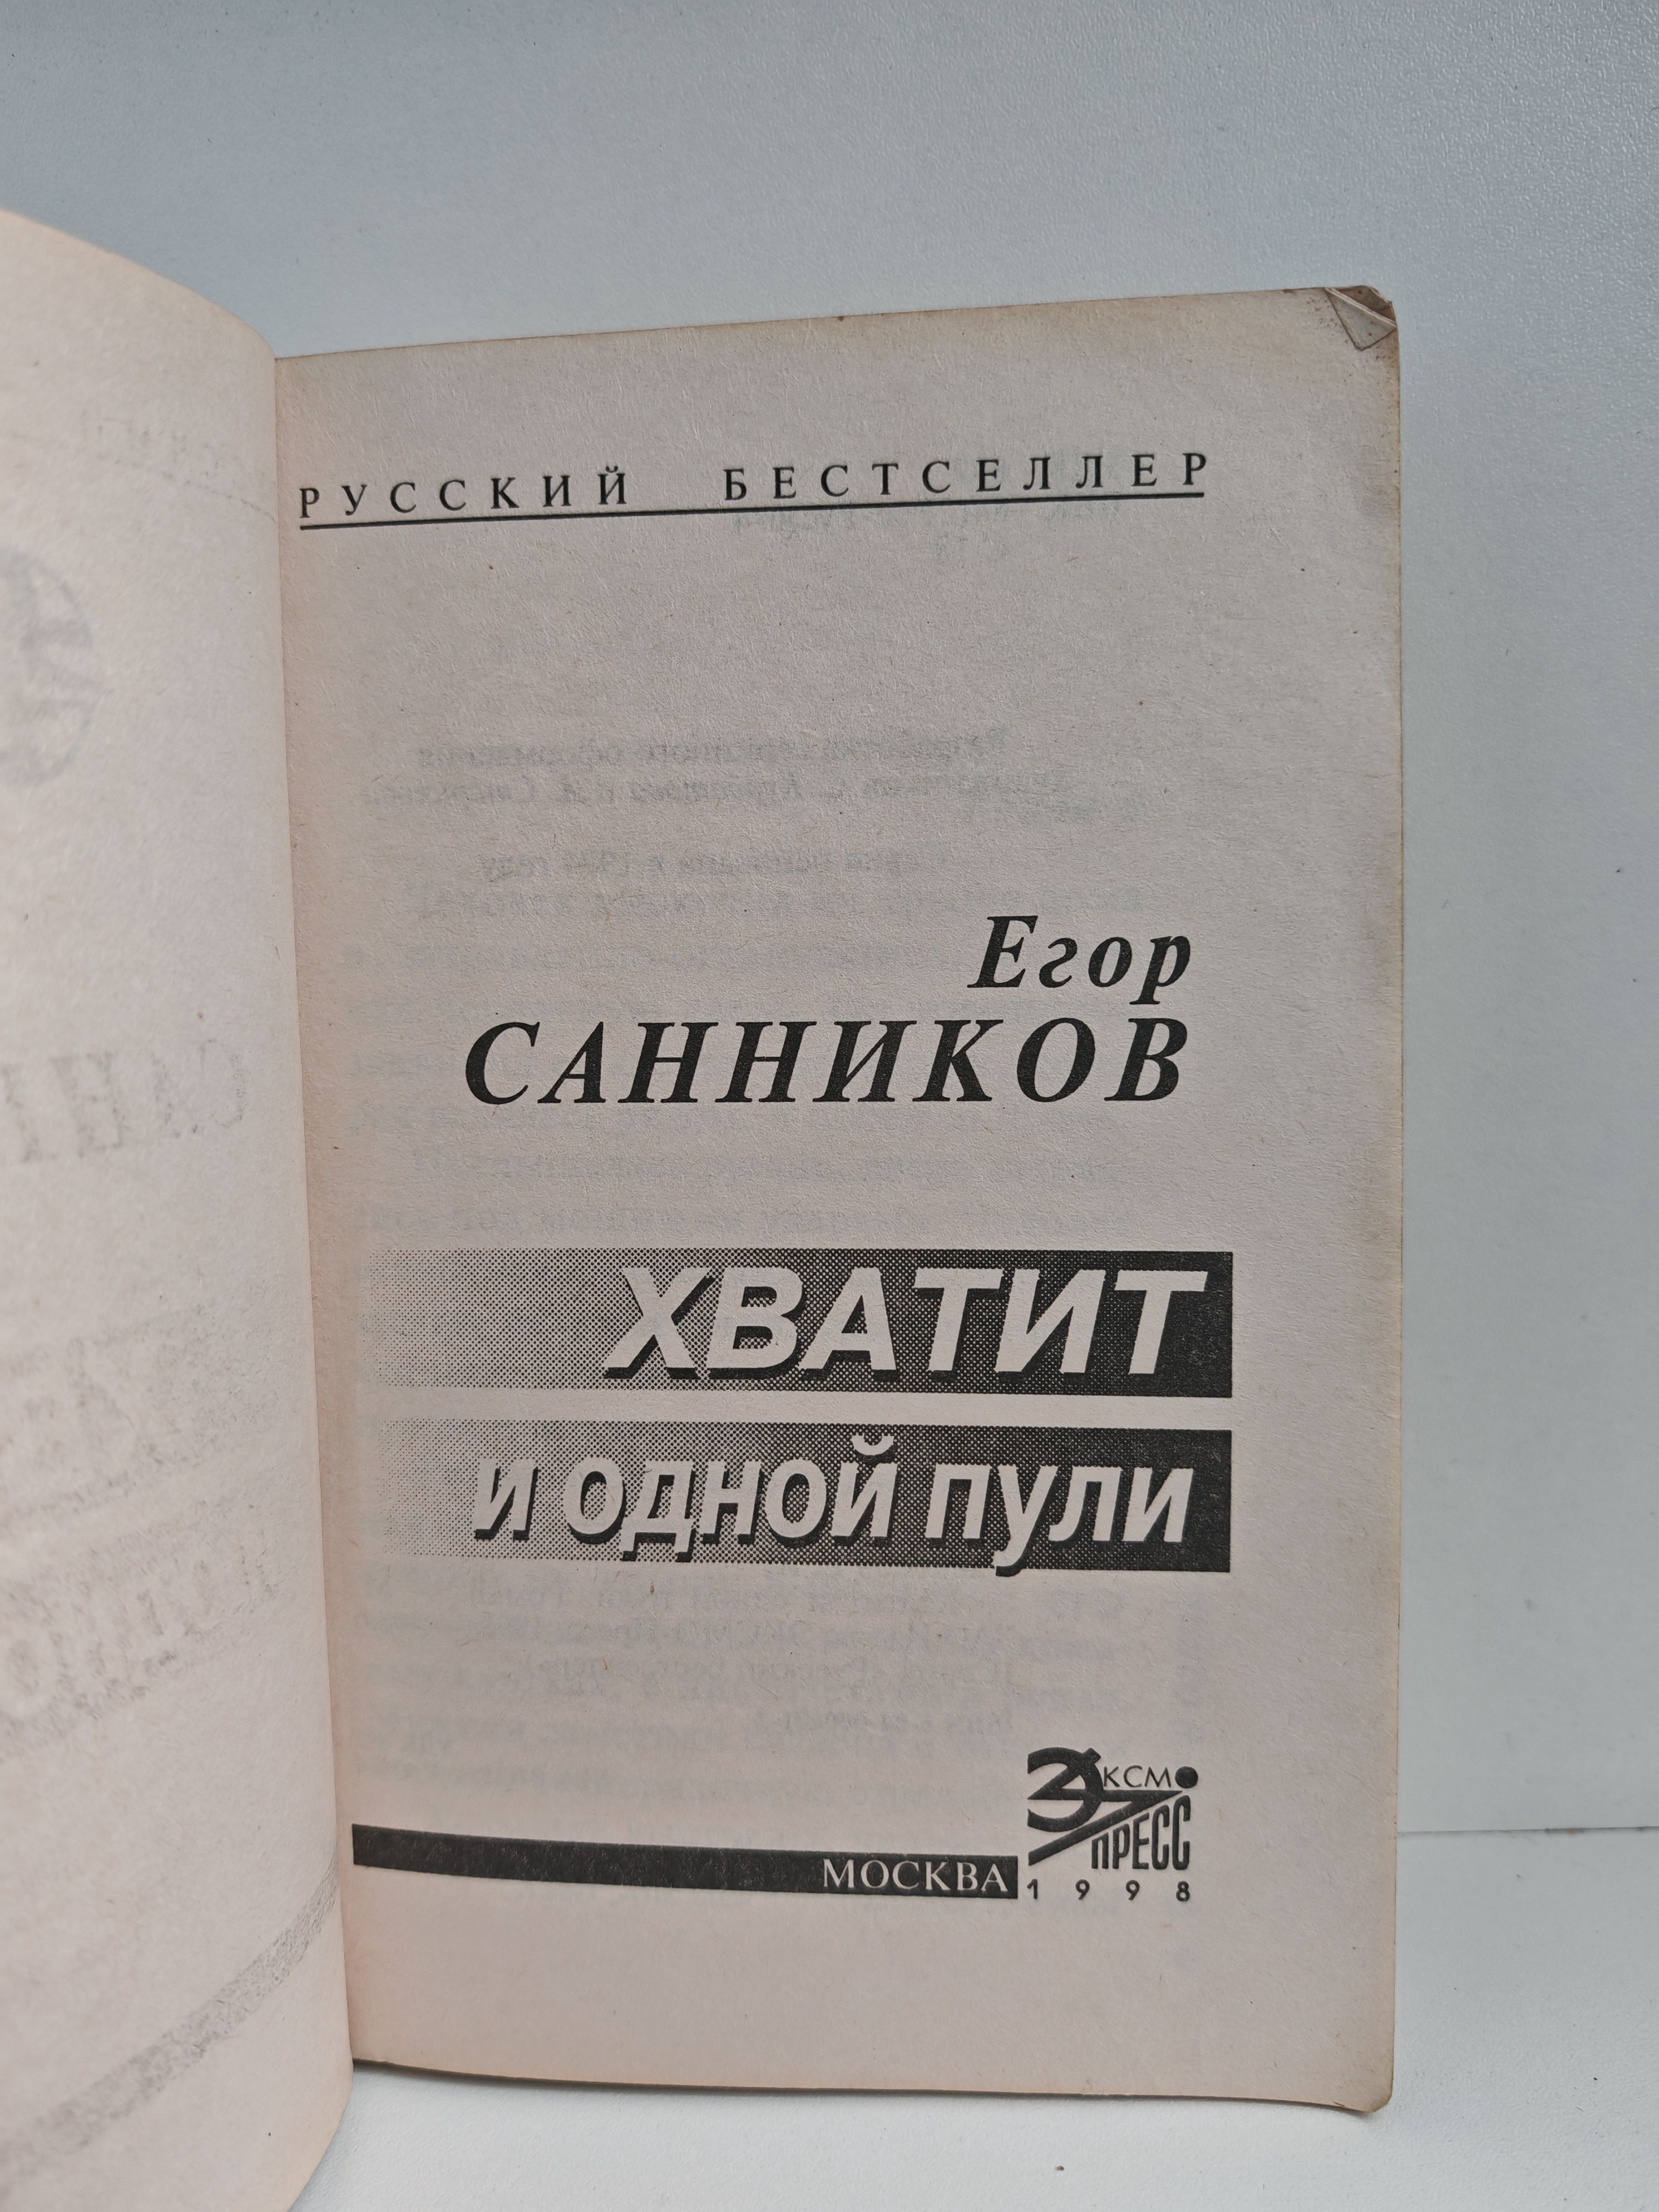 РУССКИЙ БЕСТСЕЛЛЕР
Егор
САННИКОВ
ХВАТИТ
И ОДНОЙ ПУЛИ
ЭКСМО
ПРЕСС
МОСКВА
1998